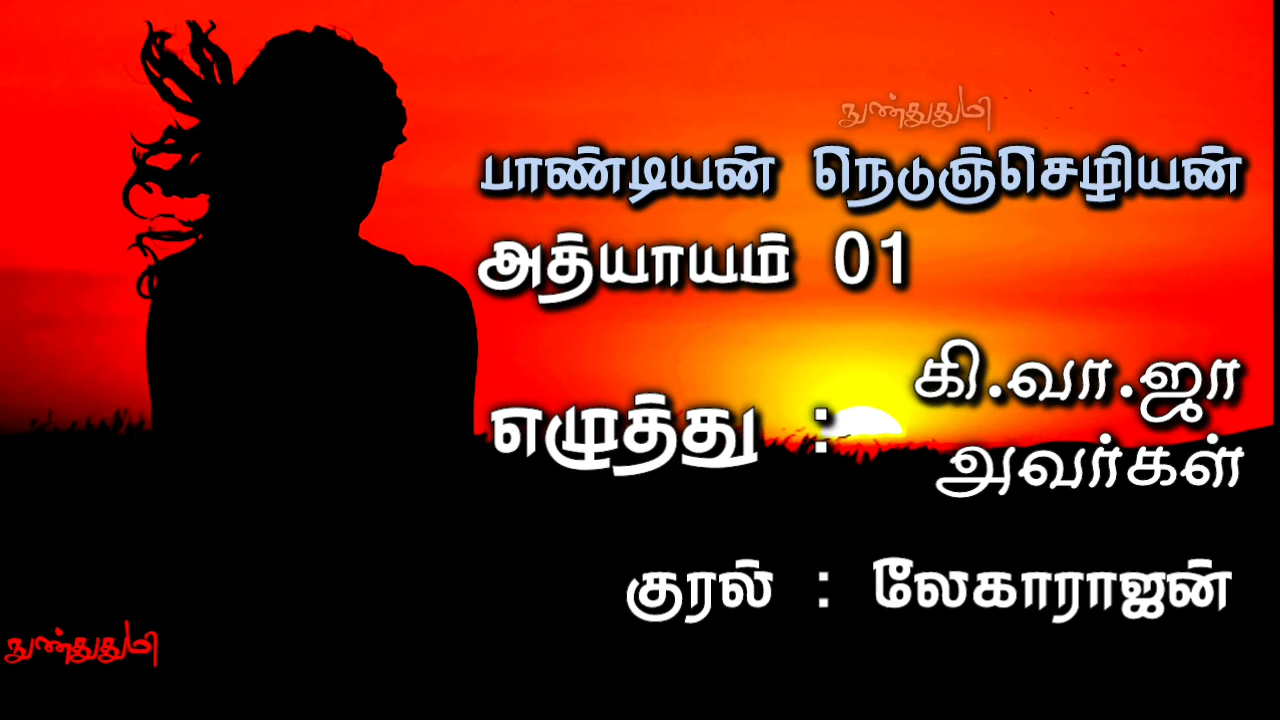 நுண்துதுமி
பாண்டியன் நெடுஞ்செழியன்
அத்யாயம் 01
எழுத்து : கி.வா.ஜா
அவர்கள்
குரல் : லேகாராஜன்
நுண்துதுமி